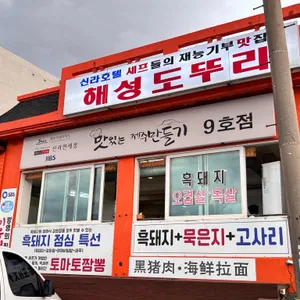 신라호텔 셰프들의 재능기부 맛집
해성도뚜리
맛있는 제주만들기 9호점
JIBS
흑돼지
오겹살 목살
흑돼지 점심 특선
토마토짬뽕
흑돼지+묵은지+고사리
黑猪肉·海鲜拉面
SBS